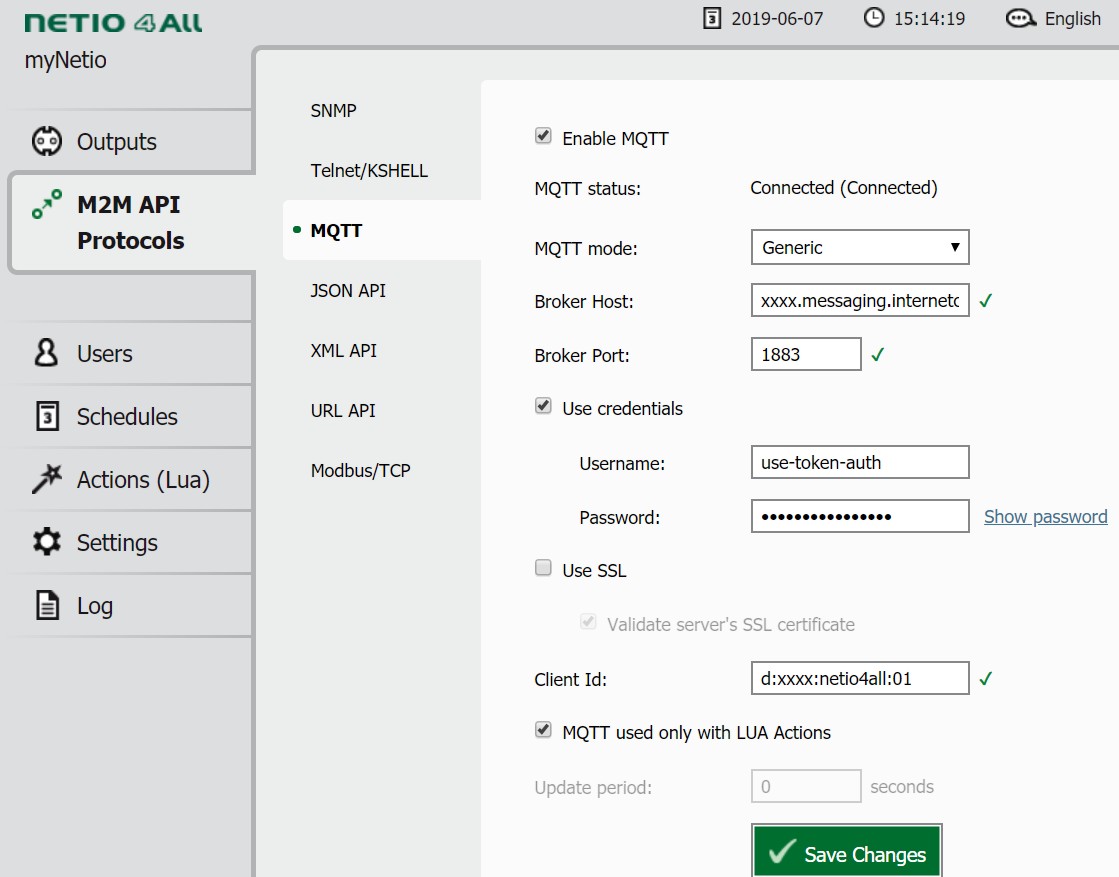 NETIO 4ALL
2019-06-07
15:14:19
English
myNetio
Outputs
M2M API
Protocols
Users
Schedules
Actions (Lua)
Settings
Log
SNMP
Telnet/KSHELL
MQTT
JSON API
XML API
URL API
Modbus/TCP
Enable MQTT
MQTT status: Connected (Connected)
MQTT mode: Generic
Broker Host: xxxx.messaging.internetc
Broker Port: 1883
Use credentials
Username: use-token-auth
Password: •••••••••••••••• Show password
Use SSL
Validate server's SSL certificate
Client Id: d:xxxx:netio4all:01
MQTT used only with LUA Actions
Update period: 0 seconds
Save Changes